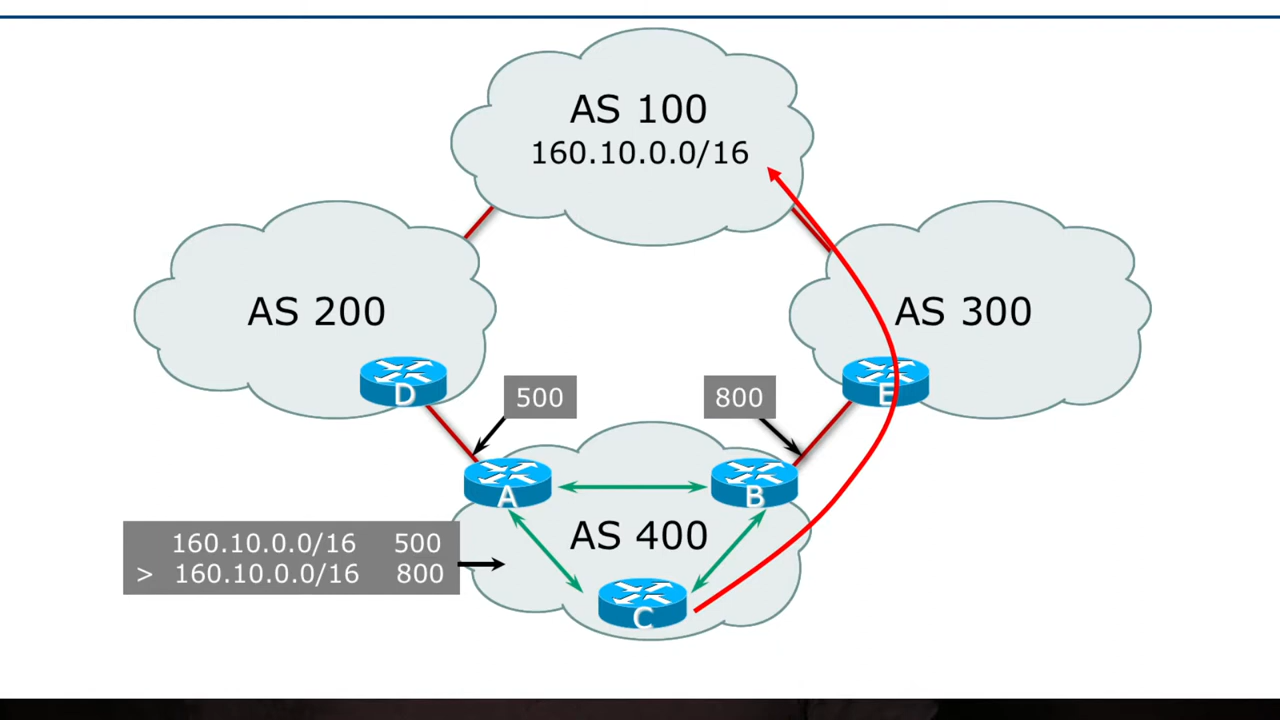 AS 100
160.10.0.0/16
AS 200
AS 300
D
E
500
800
A
B
AS 400
160.10.0.0/16 500
> 160.10.0.0/16 800
C